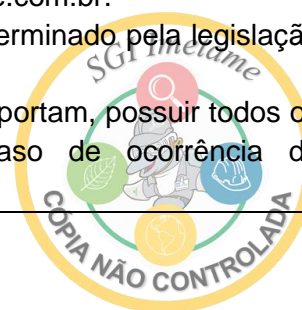 .com.br.
erminado pela legislaçã
SGI Imetame
portam, possuir todos o
aso de ocorrência d
CÓPIA NÃO CONTROLADA